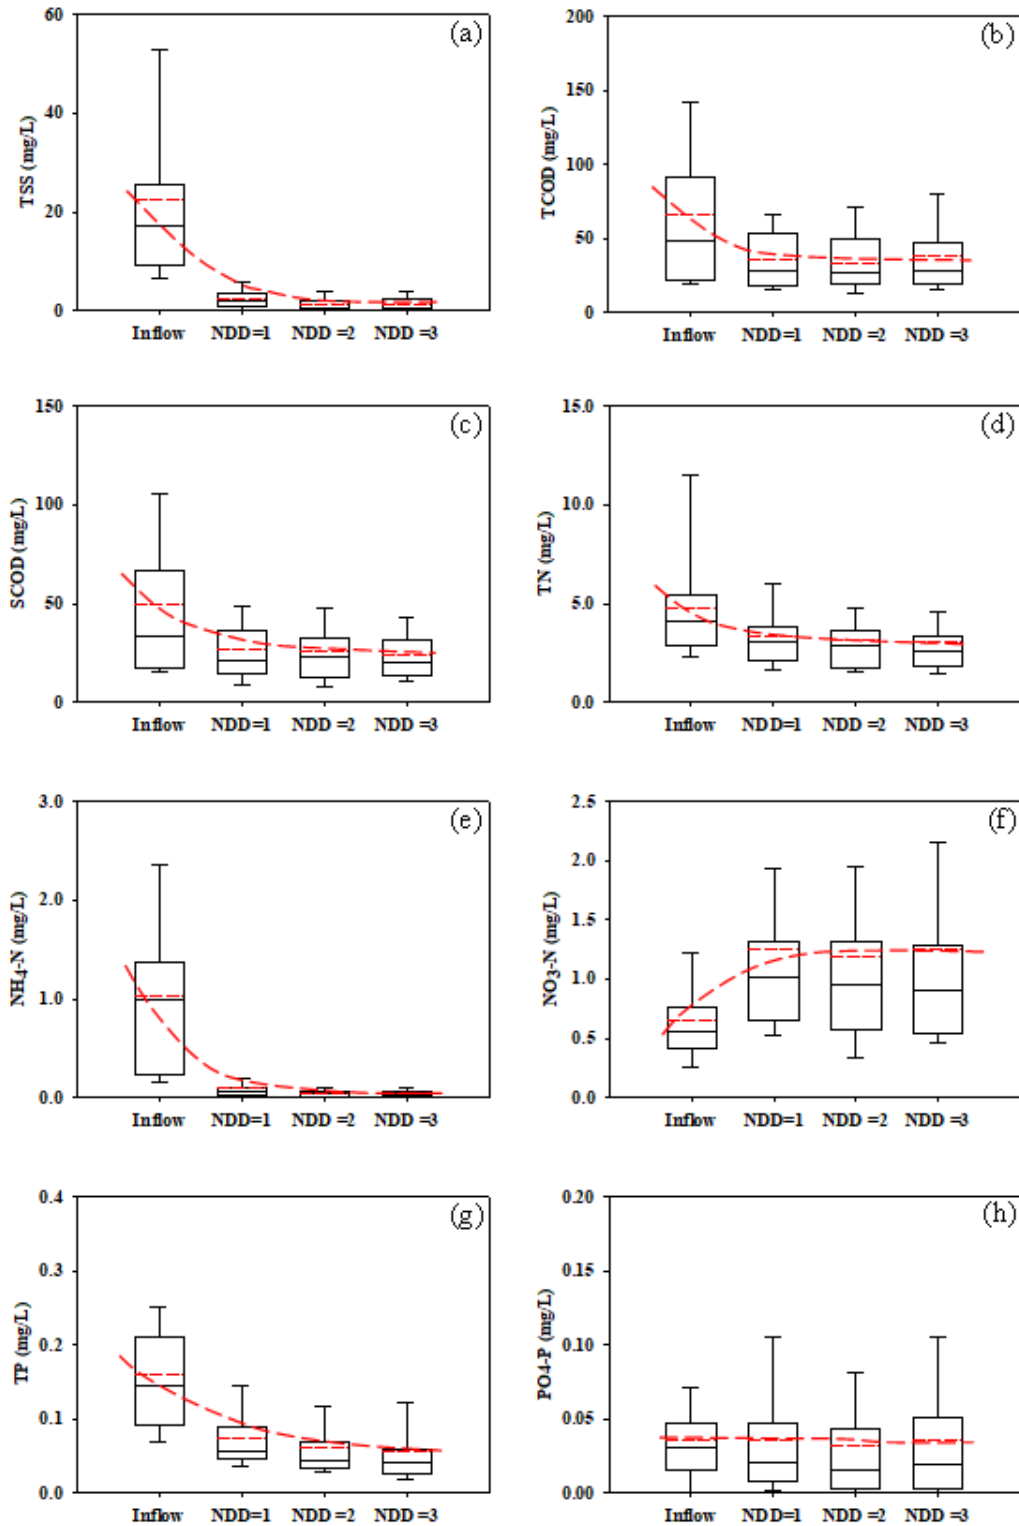 (a)
60
40
20
0
TSS (mg/L)
Inflow NDD=1 NDD =2 NDD =3
(b)
200
150
100
50
0
TCOD (mg/L)
Inflow NDD=1 NDD =2 NDD =3
(c)
150
100
50
0
SCOD (mg/L)
Inflow NDD=1 NDD =2 NDD =3
(d)
15.0
10.0
5.0
0.0
TN (mg/L)
Inflow NDD=1 NDD =2 NDD =3
(e)
3.0
2.0
1.0
0.0
NH4-N (mg/L)
Inflow NDD=1 NDD =2 NDD =3
(f)
2.5
2.0
1.5
1.0
0.5
0.0
NO3-N (mg/L)
Inflow NDD=1 NDD =2 NDD =3
(g)
0.4
0.3
0.2
0.1
0.0
TP (mg/L)
Inflow NDD=1 NDD =2 NDD =3
(h)
0.20
0.15
0.10
0.05
0.00
PO4-P (mg/L)
Inflow NDD=1 NDD =2 NDD =3